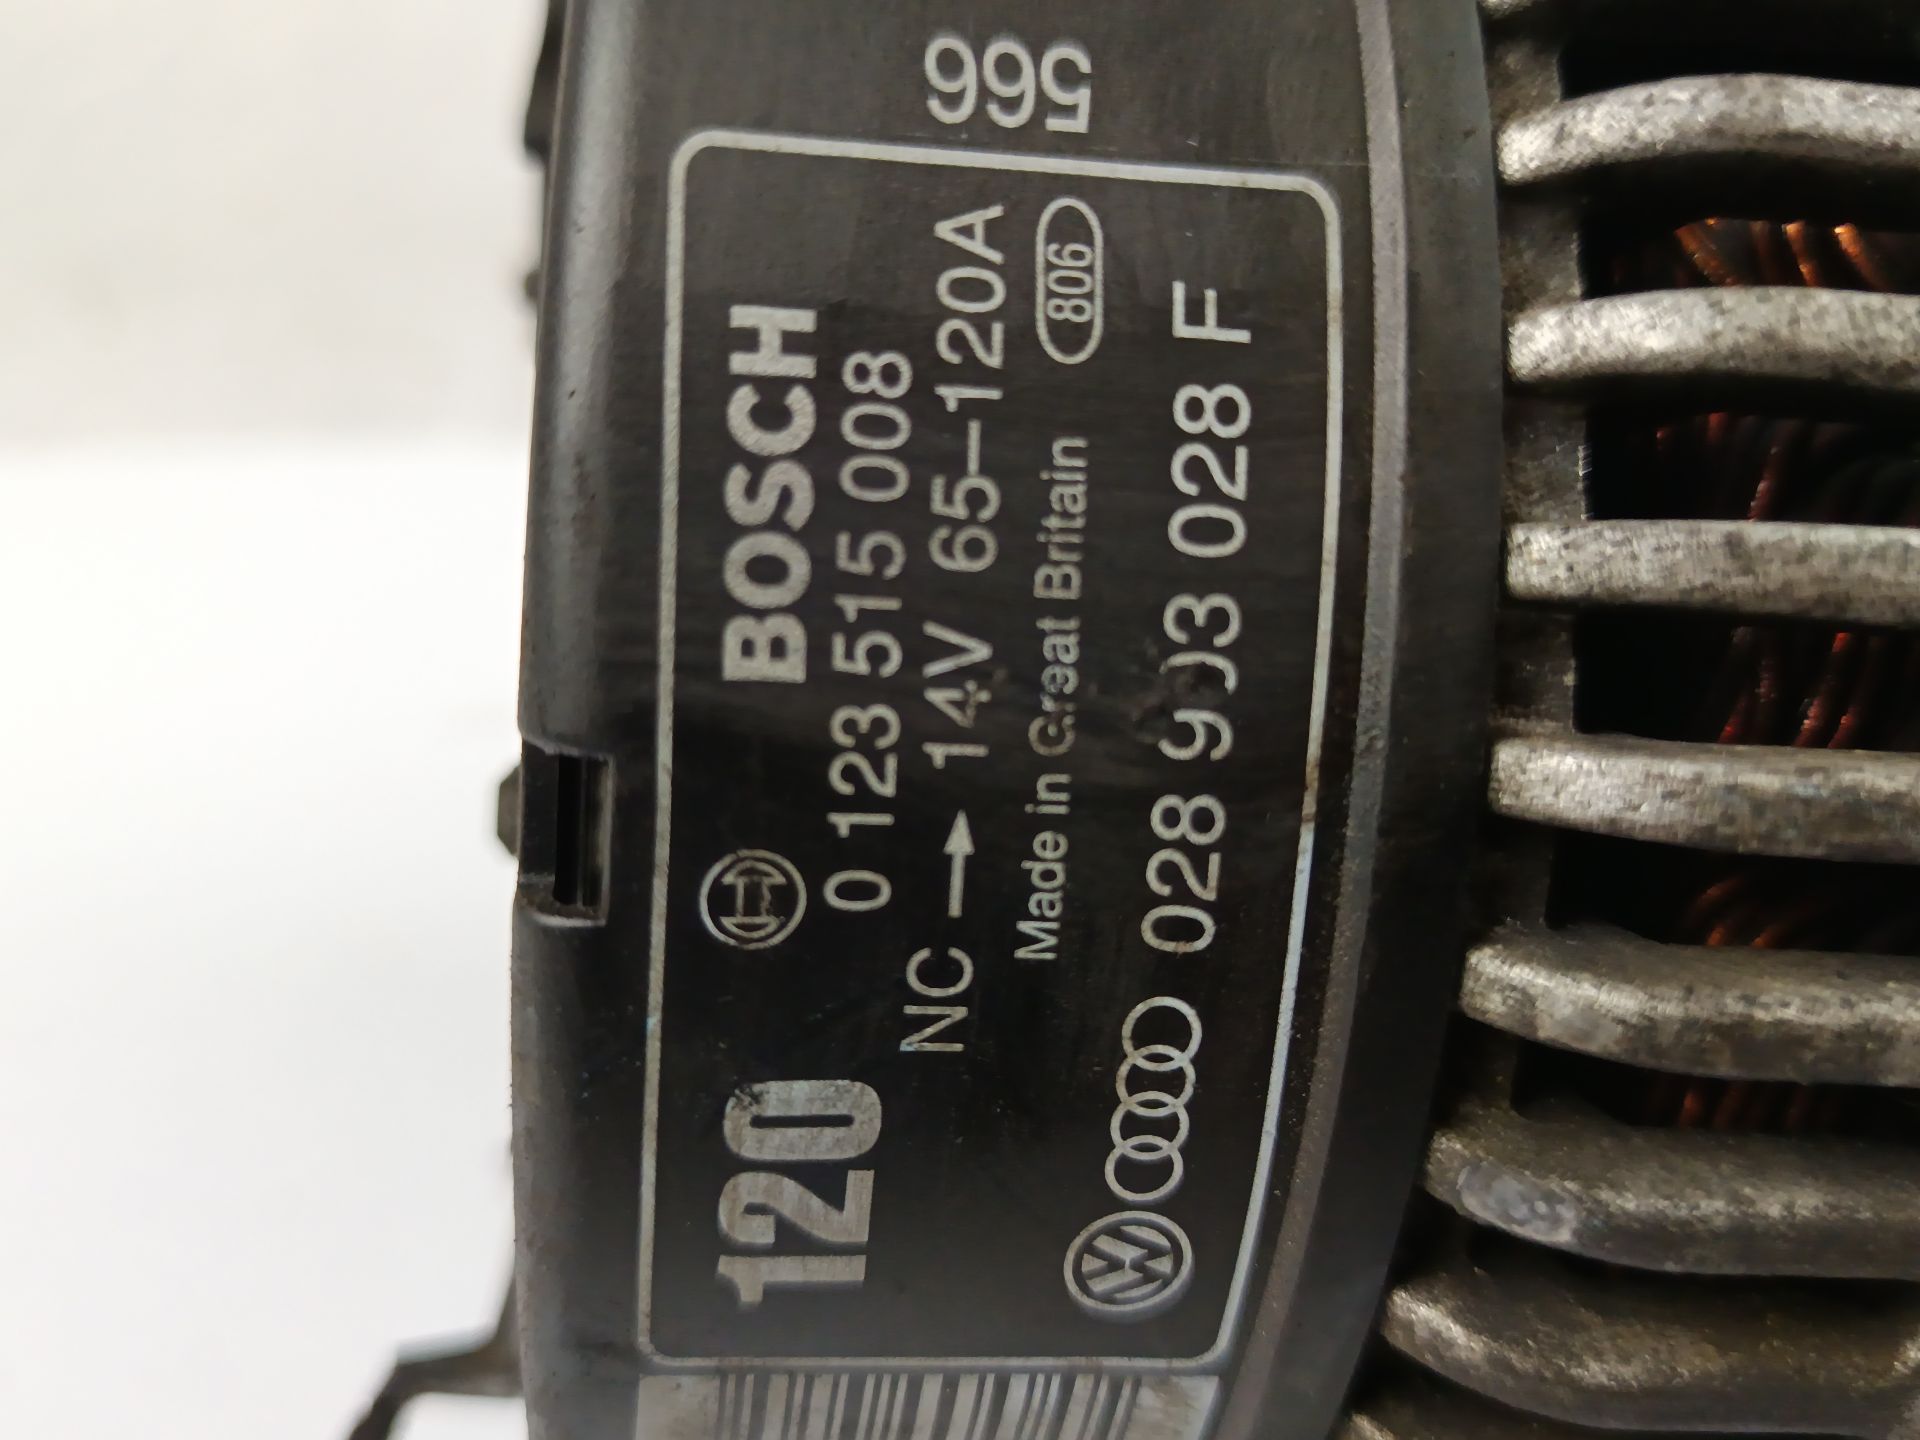 566
120 BOSCH
0 123 515 008
NC → 14V 65–120A
Made in Great Britain 806
028 903 028 F